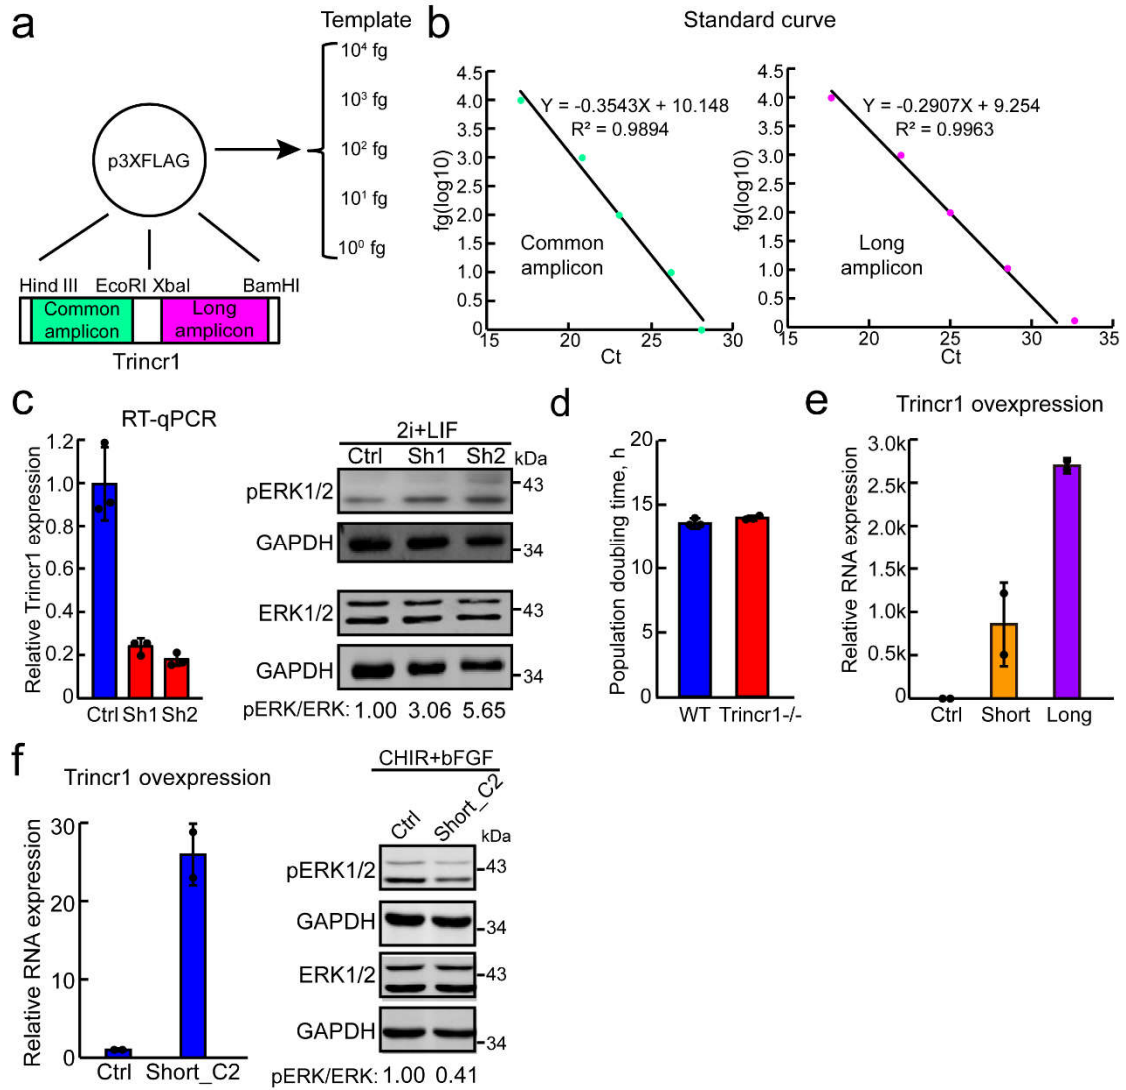 a
Template
p3XFLAG
10⁴ fg
10³ fg
10² fg
10¹ fg
10⁰ fg
Hind III EcoRI XbaI BamHI
Common amplicon
Long amplicon
Trincr1
b
Standard curve
fg(log10)
4.5
4.0
3.5
3.0
2.5
2.0
1.5
1.0
0.5
0
Y = -0.3543X + 10.148
R² = 0.9894
Common
amplicon
15 20 25 30
Ct
fg(log10)
4.5
4.0
3.5
3.0
2.5
2.0
1.5
1.0
0.5
0
Y = -0.2907X + 9.254
R² = 0.9963
Long
amplicon
15 20 25 30 35
Ct
c
RT-qPCR
Relative Trincr1 expression
1.2
1.0
0.8
0.6
0.4
0.2
0
Ctrl Sh1 Sh2
2i+LIF
Ctrl Sh1 Sh2 kDa
pERK1/2 43
GAPDH 34
ERK1/2 43
GAPDH 34
pERK/ERK: 1.00 3.06 5.65
d
Population doubling time, h
20
15
10
5
0
WT Trincr1-/-
e
Trincr1 ovexpression
Relative RNA expression
3.0k
2.5k
2.0k
1.5k
1.0k
0.5k
0
Ctrl Short Long
f
Trincr1 ovexpression
Relative RNA expression
30
20
10
0
Ctrl Short_C2
CHIR+bFGF
Ctrl Short_C2 kDa
pERK1/2 43
GAPDH 34
ERK1/2 43
GAPDH 34
pERK/ERK: 1.00 0.41